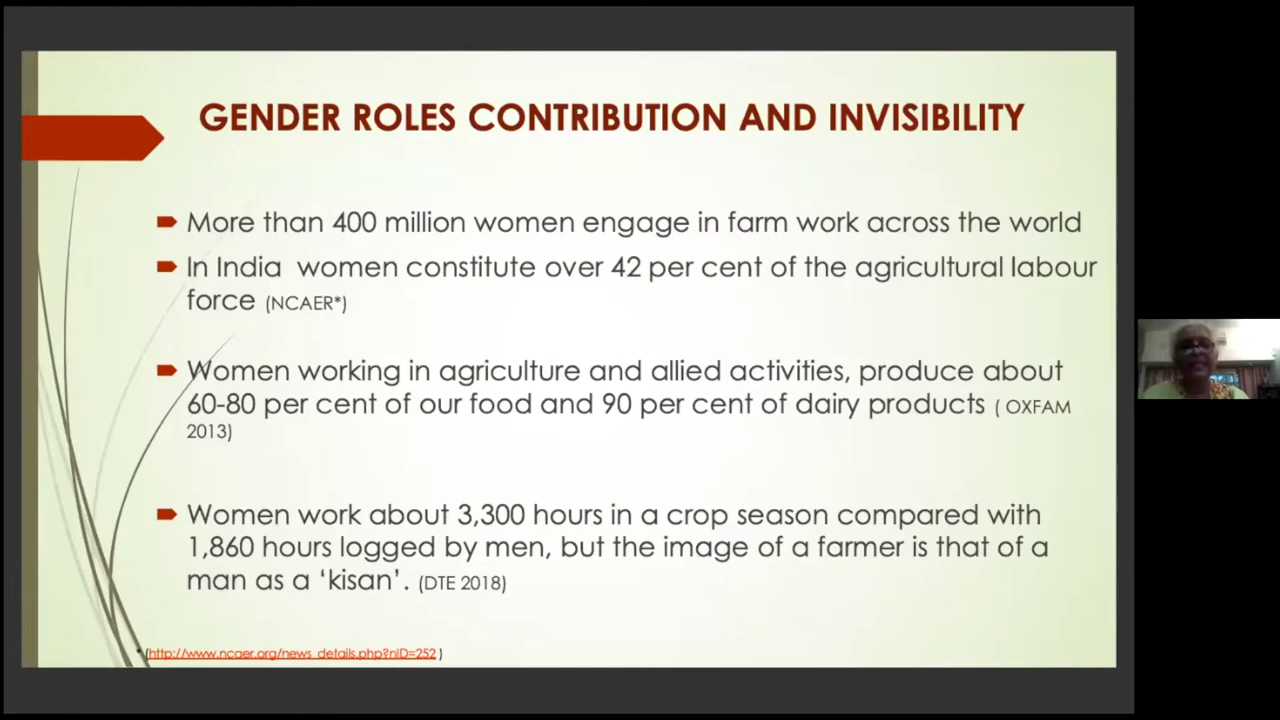 GENDER ROLES CONTRIBUTION AND INVISIBILITY
More than 400 million women engage in farm work across the world
In India  women constitute over 42 per cent of the agricultural labour
force (NCAER*)
Women working in agriculture and allied activities, produce about
60-80 per cent of our food and 90 per cent of dairy products ( OXFAM
2013)
Women work about 3,300 hours in a crop season compared with
1,860 hours logged by men, but the image of a farmer is that of a
man as a ‘kisan’. (DTE 2018)
* (http://www.ncaer.org/news_details.php?nID=252 )